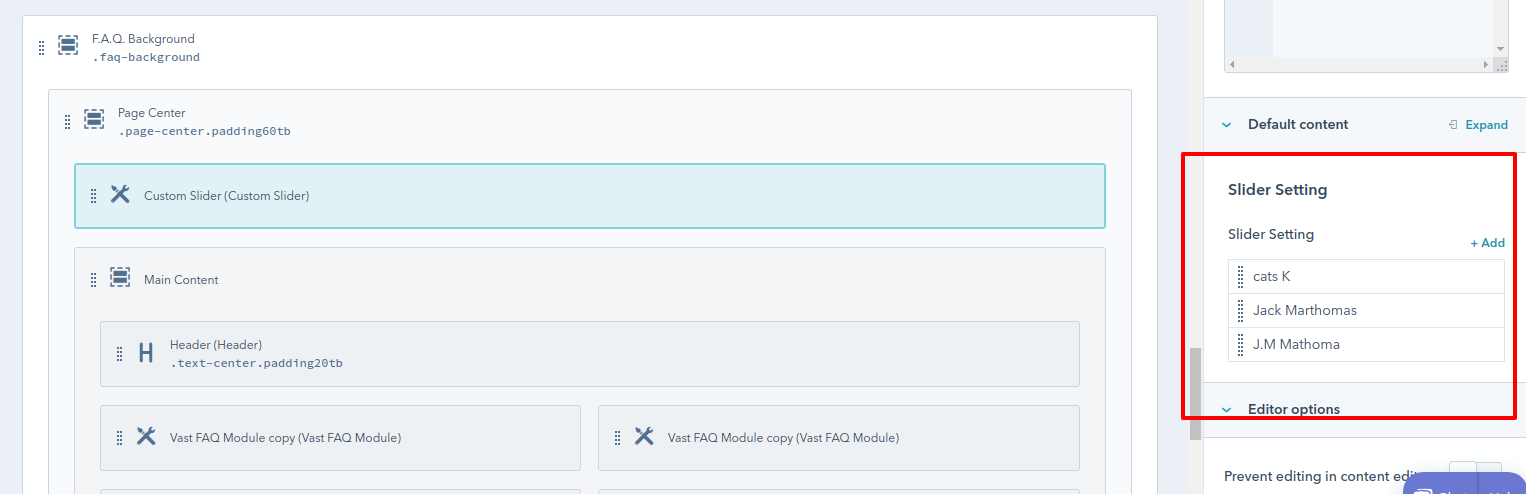 F.A.Q. Background
.faq-background
Page Center
.page-center.padding60tb
Custom Slider (Custom Slider)
Main Content
Header (Header)
.text-center.padding20tb
Vast FAQ Module copy (Vast FAQ Module)
Vast FAQ Module copy (Vast FAQ Module)
Default content
Expand
Slider Setting
Slider Setting
+ Add
cats K
Jack Marthomas
J.M Mathoma
Editor options
Prevent editing in content